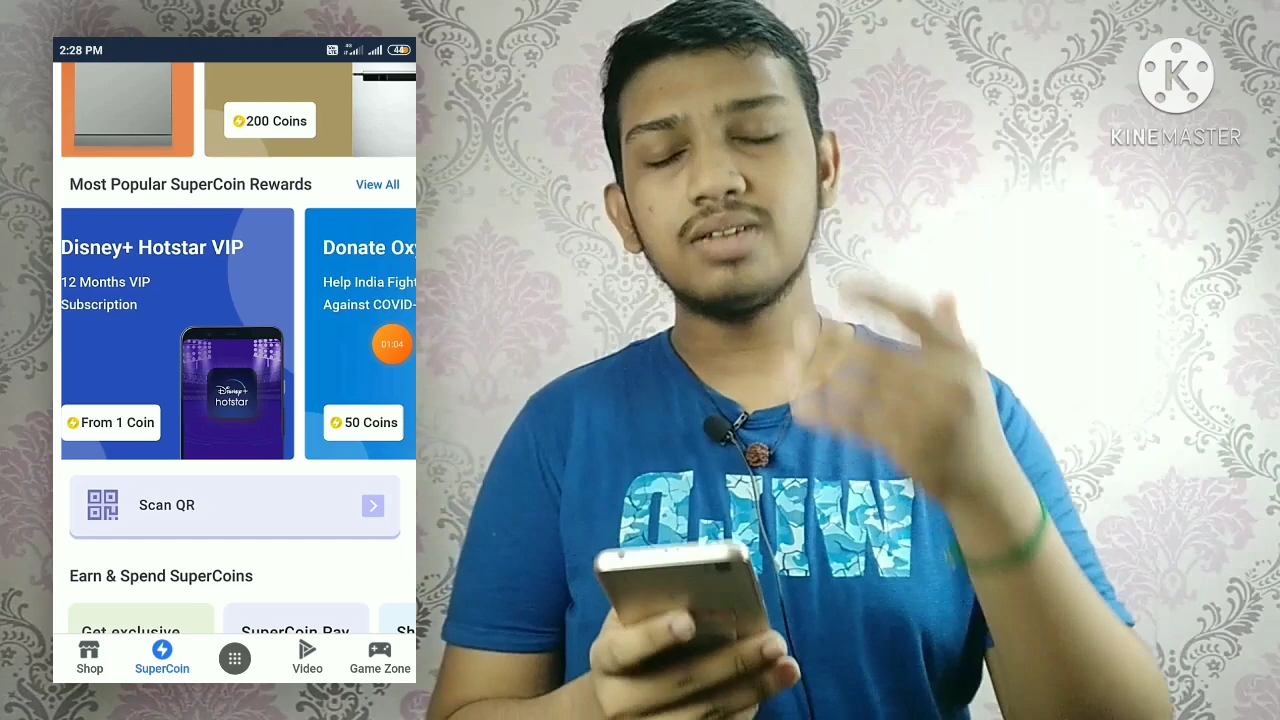 2:28 PM
44
200 Coins
Most Popular SuperCoin Rewards
View All
Disney+ Hotstar VIP
12 Months VIP
Subscription
Disney+
hotstar
From 1 Coin
Donate Oxy
Help India Fight
Against COVID-
01:04
50 Coins
Scan QR
Earn & Spend SuperCoins
Get exclusive
SuperCoin Pay
Sh
Shop
SuperCoin
Video
Game Zone
K
KINEMASTER